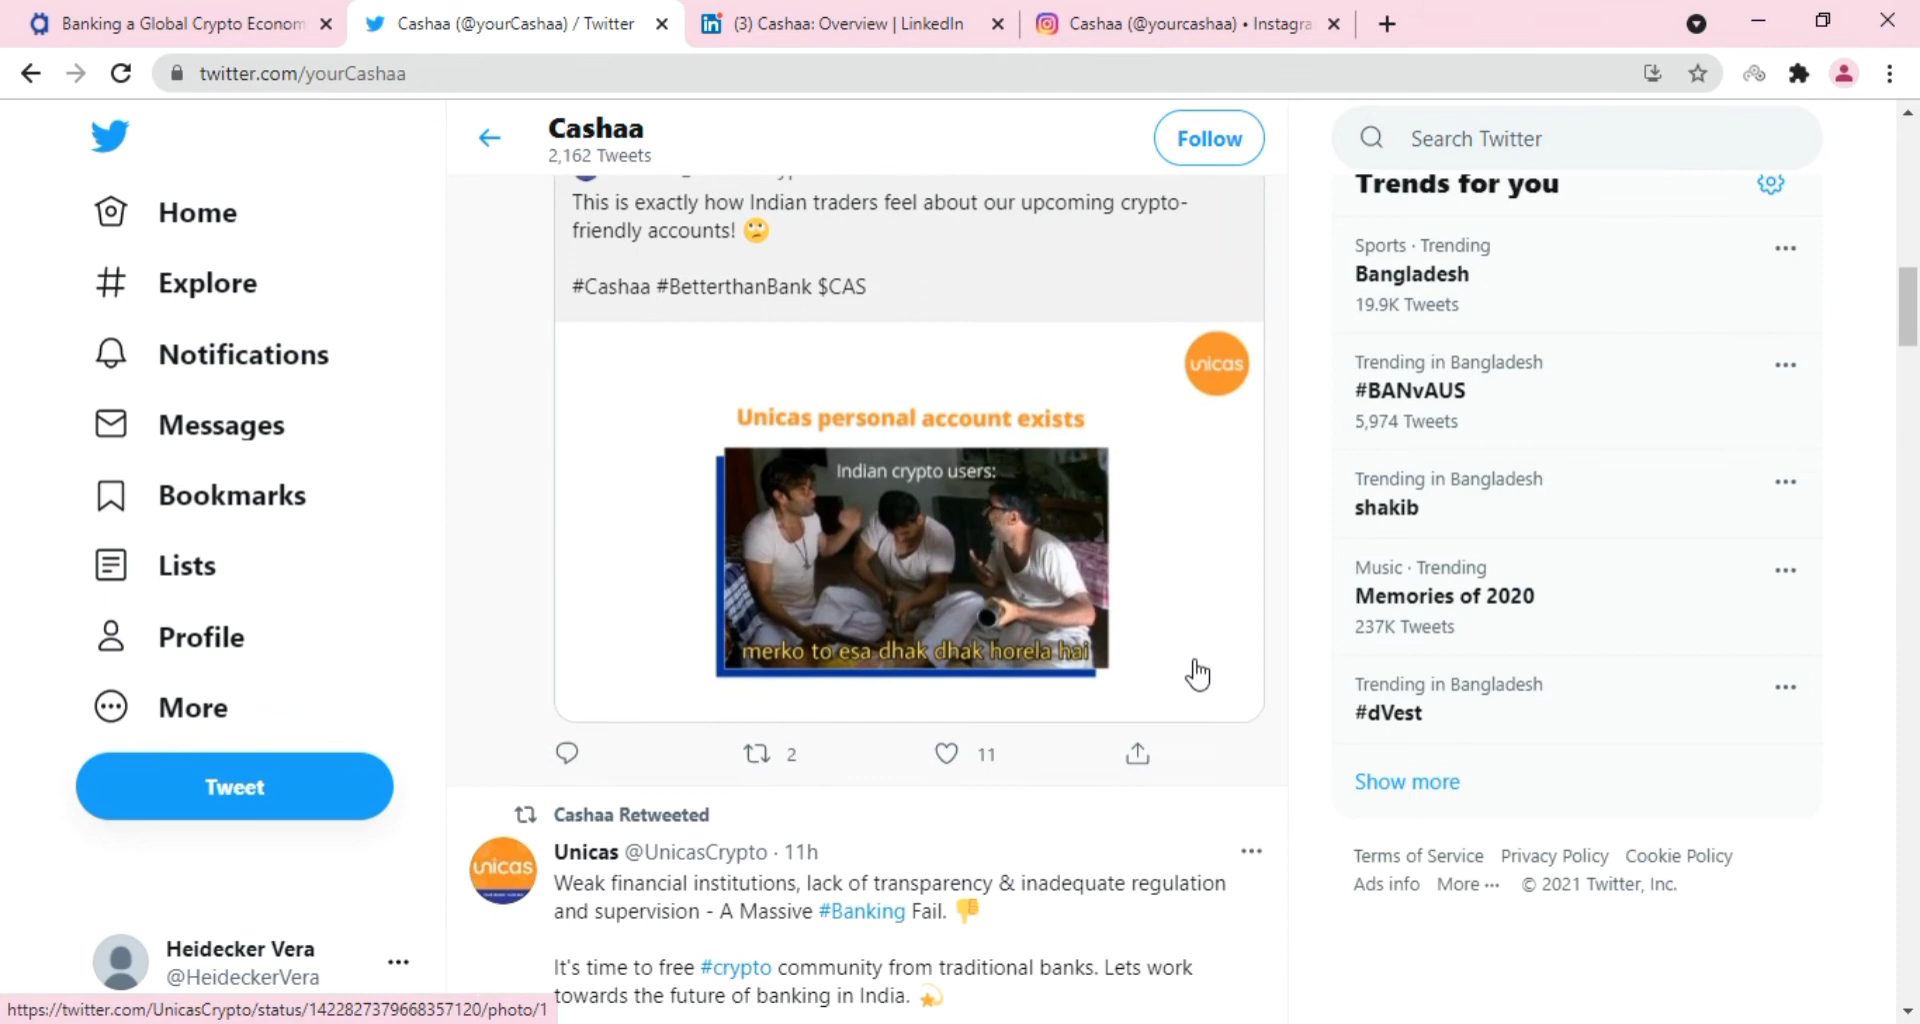 Banking a Global Crypto Econom
Cashaa (@yourCashaa) / Twitter
(3) Cashaa: Overview | LinkedIn
Cashaa (@yourcashaa) • Instagra
twitter.com/yourCashaa
Home
Explore
Notifications
Messages
Bookmarks
Lists
Profile
More
Tweet
Heidecker Vera
@HeideckerVera
https://twitter.com/UnicasCrypto/status/1422827379668357120/photo/1
Cashaa
2,162 Tweets
Follow
This is exactly how Indian traders feel about our upcoming crypto-
friendly accounts! 🙄
#Cashaa #BetterthanBank $CAS
unicas
Unicas personal account exists
Indian crypto users:
merko to esa dhak dhak horela hai
2
11
Cashaa Retweeted
unicas
Unicas @UnicasCrypto · 11h
Weak financial institutions, lack of transparency & inadequate regulation
and supervision - A Massive #Banking Fail. 👎
It's time to free #crypto community from traditional banks. Lets work
towards the future of banking in India. 💫
Search Twitter
Trends for you
Sports · Trending
Bangladesh
19.9K Tweets
Trending in Bangladesh
#BANvAUS
5,974 Tweets
Trending in Bangladesh
shakib
Music · Trending
Memories of 2020
237K Tweets
Trending in Bangladesh
#dVest
Show more
Terms of Service Privacy Policy Cookie Policy
Ads info More ··· © 2021 Twitter, Inc.